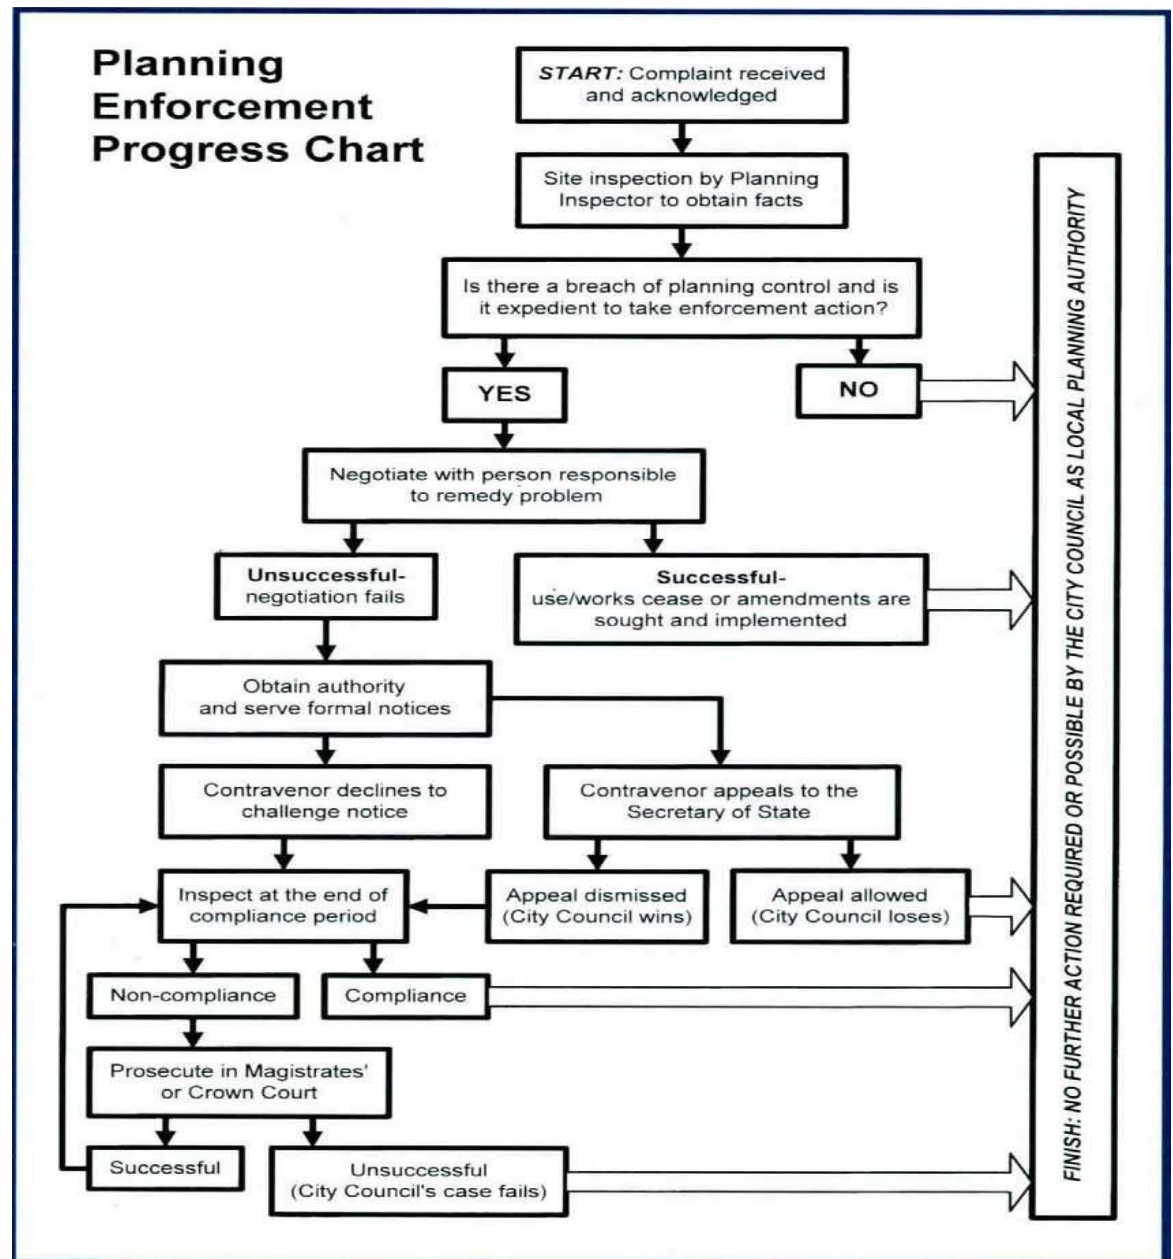 Planning
Enforcement
Progress Chart
START: Complaint received
and acknowledged
Site inspection by Planning
Inspector to obtain facts
Is there a breach of planning control and is
it expedient to take enforcement action?
YES
NO
Negotiate with person responsible
to remedy problem
Unsuccessful-
negotiation fails
Successful-
use/works cease or amendments are
sought and implemented
Obtain authority
and serve formal notices
Contravenor declines to
challenge notice
Contravenor appeals to the
Secretary of State
Inspect at the end of
compliance period
Appeal dismissed
(City Council wins)
Appeal allowed
(City Council loses)
Non-compliance
Compliance
Prosecute in Magistrates'
or Crown Court
Successful
Unsuccessful
(City Council's case fails)
FINISH: NO FURTHER ACTION REQUIRED OR POSSIBLE BY THE CITY COUNCIL AS LOCAL PLANNING AUTHORITY